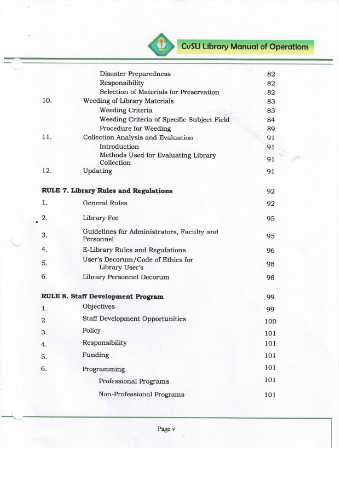 CvSU Library Manual of Operations
Disaster Preparedness 82
Responsibility 82
Selection of Materials for Preservation 82
10. Weeding of Library Materials 83
Weeding Criteria 83
Weeding Criteria of Specific Subject Field 84
Procedure for Weeding 89
11. Collection Analysis and Evaluation 91
Introduction 91
Methods Used for Evaluating Library
Collection 91
12. Updating 91
RULE 7. Library Rules and Regulations 92
1. General Rules 92
2. Library Fee 95
3. Guidelines for Administrators, Faculty and
Personnel 95
4. E-Library Rules and Regulations 96
5. User's Decorum/Code of Ethics for
Library User's 98
6. Library Personnel Decorum 98
RULE 8. Staff Development Program 99
1. Objectives 99
2. Staff Development Opportunities 100
3. Policy 101
4. Responsibility 101
5. Funding 101
6. Programming 101
Professional Programs 101
Non-Professional Programs 101
Page v